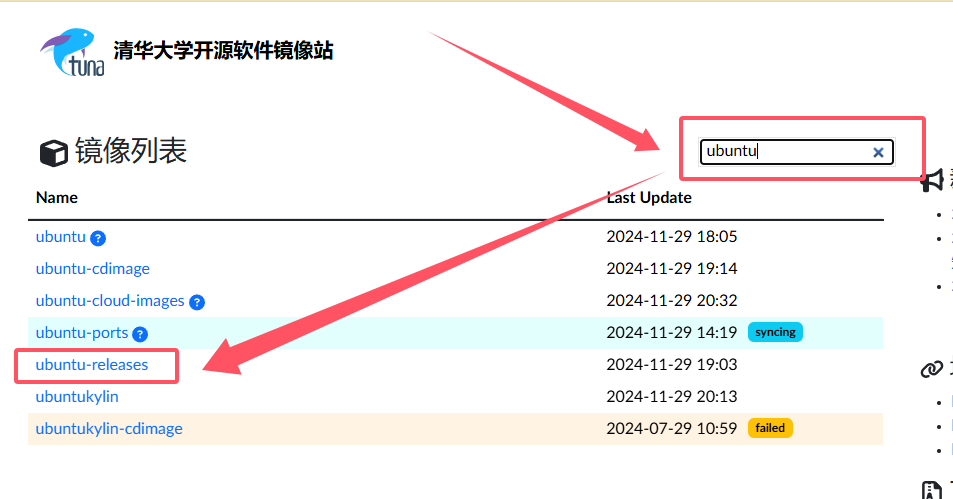 tuna
清华大学开源软件镜像站
镜像列表
ubuntu
Name Last Update
ubuntu 2024-11-29 18:05
ubuntu-cdimage 2024-11-29 19:14
ubuntu-cloud-images 2024-11-29 20:32
ubuntu-ports 2024-11-29 14:19 syncing
ubuntu-releases 2024-11-29 19:03
ubuntukylin 2024-11-29 20:13
ubuntukylin-cdimage 2024-07-29 10:59 failed